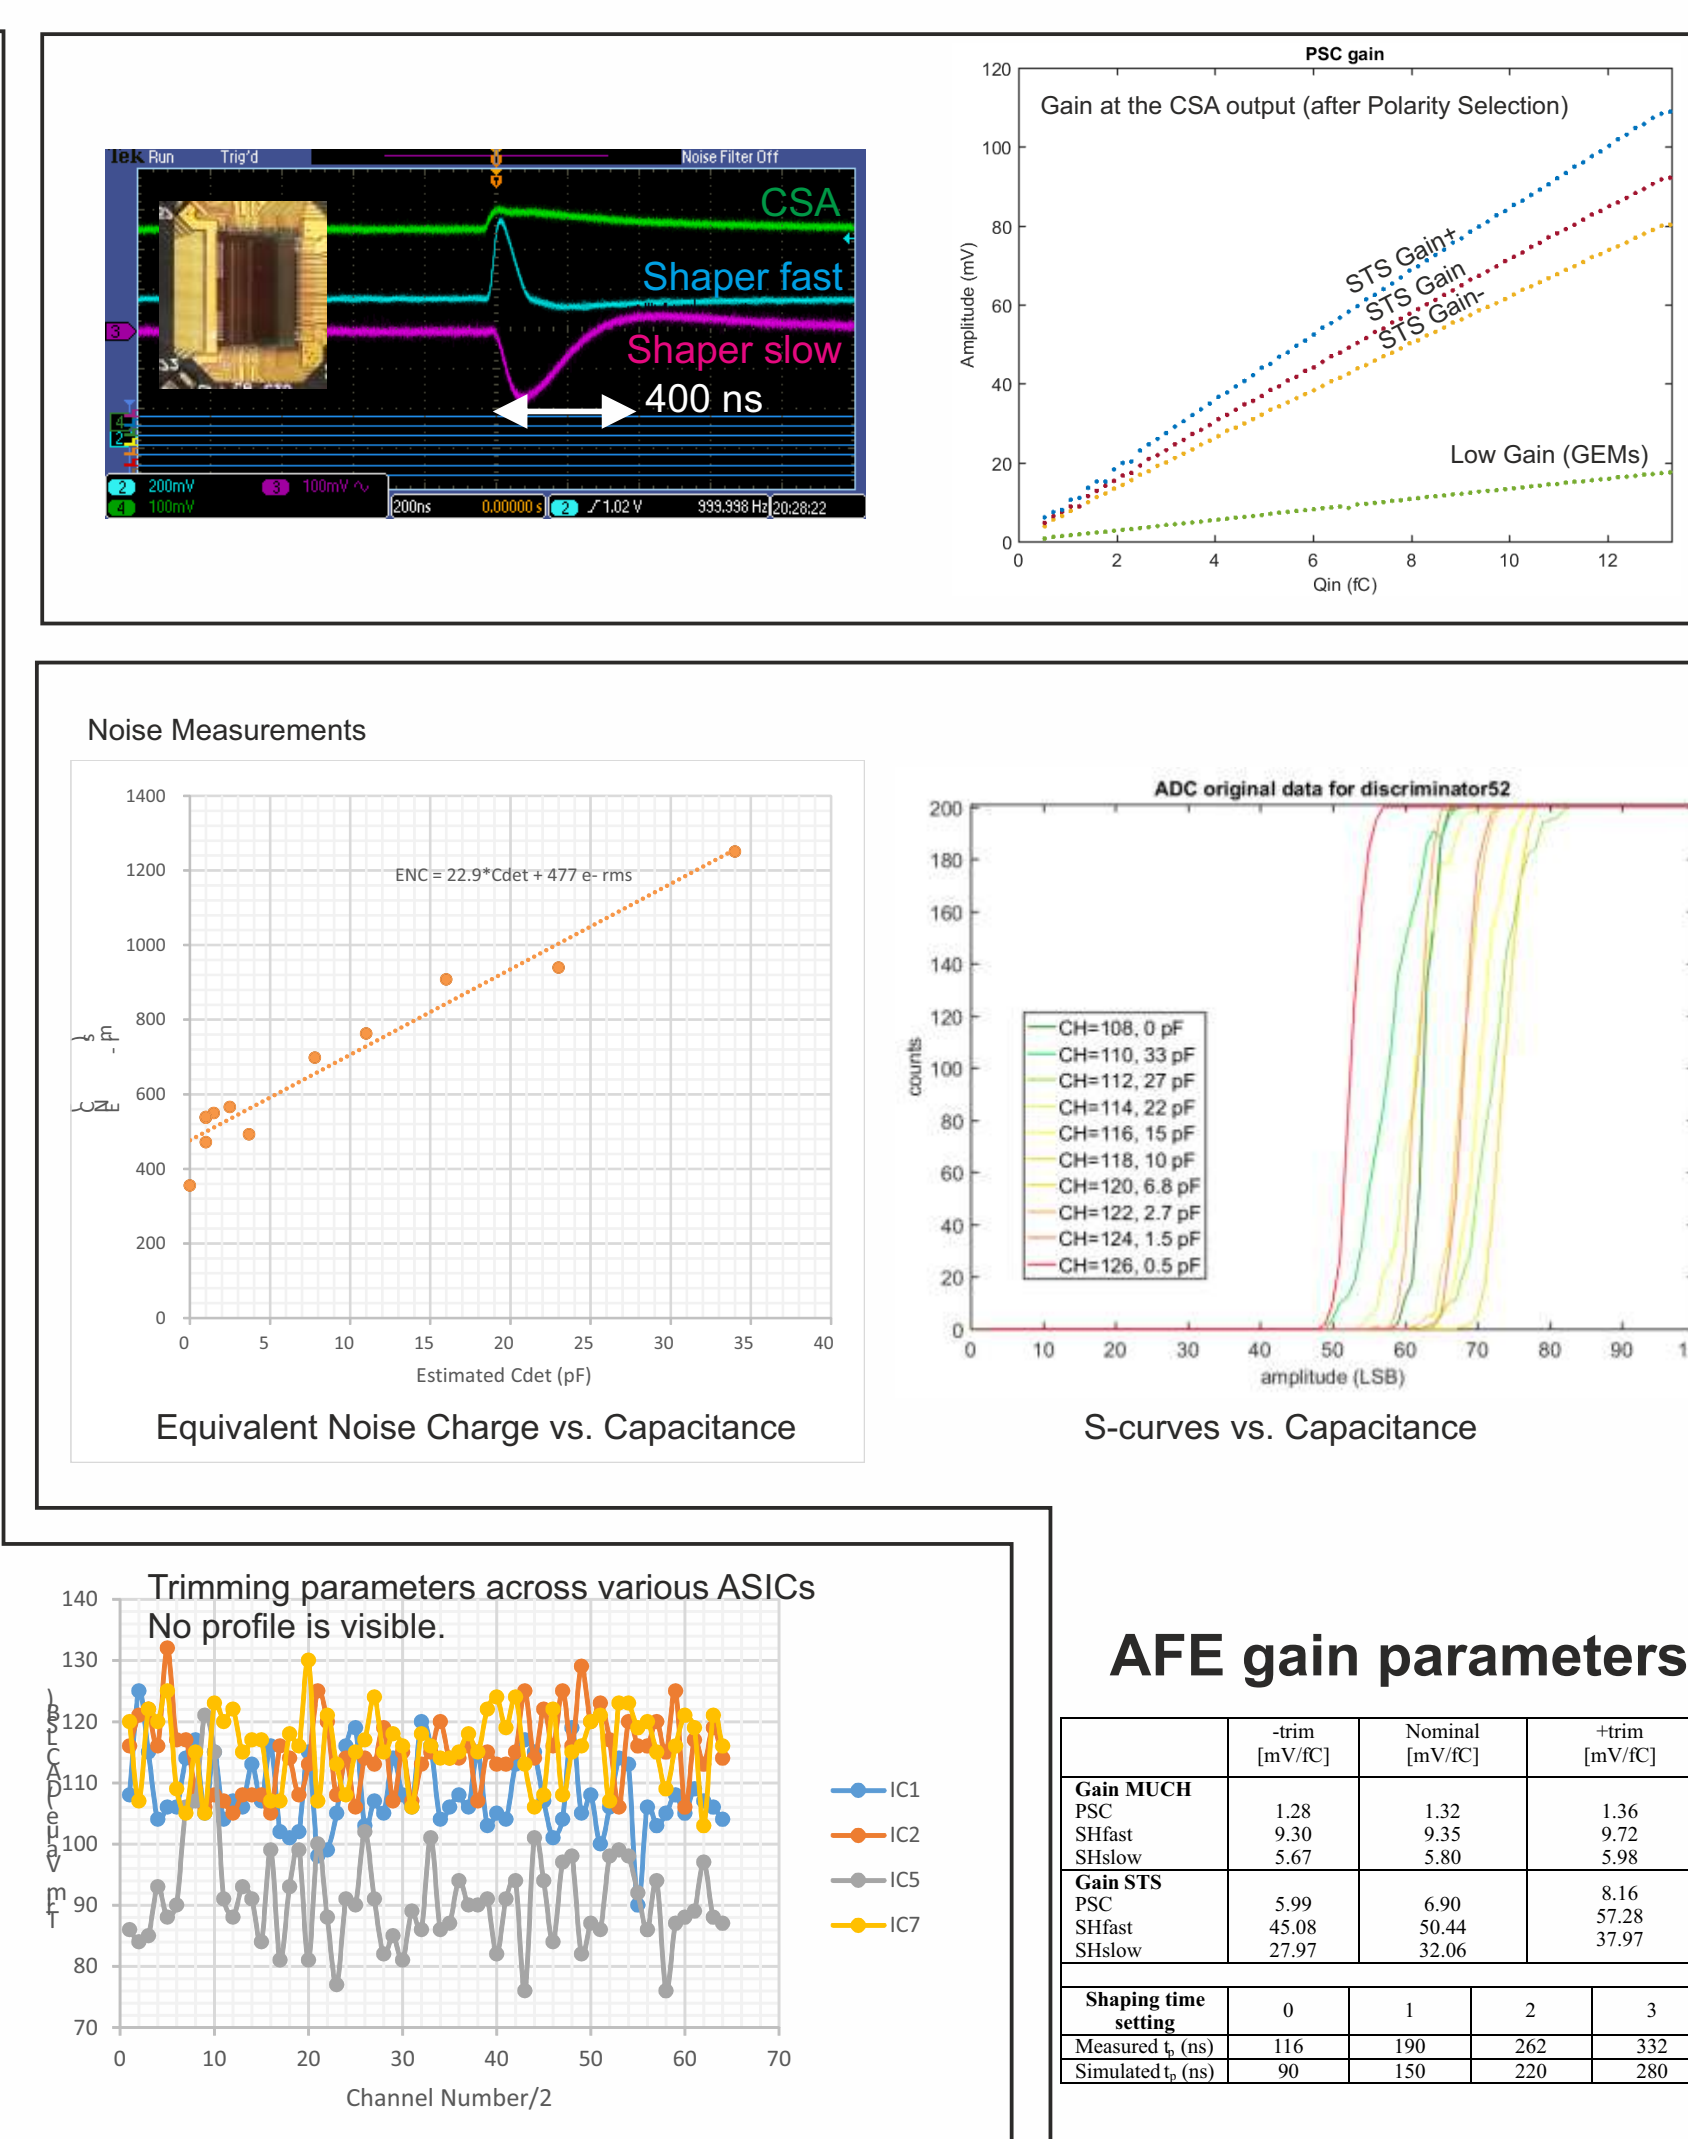 Tek Run Trig'd Noise Filter Off
CSA
Shaper fast
Shaper slow
400 ns
3
4
2
2 200mV 3 100mV
4 100mV
200ns 0.00000 s 2 1.02 V 999.998 Hz 20:28:22
PSC gain
Gain at the CSA output (after Polarity Selection)
STS Gain+
STS Gain
STS Gain-
Low Gain (GEMs)
Amplitude (mV)
120
100
80
60
40
20
0
0 2 4 6 8 10 12
Qin (fC)
Noise Measurements
1400
1200
1000
800
600
400
200
0
ENC = 22.9*Cdet + 477 e- rms
0 5 10 15 20 25 30 35 40
Estimated Cdet (pF)
Equivalent Noise Charge vs. Capacitance
ADC original data for discriminator52
counts
200
180
160
140
120
100
80
60
40
20
0
CH=108, 0 pF
CH=110, 33 pF
CH=112, 27 pF
CH=114, 22 pF
CH=116, 15 pF
CH=118, 10 pF
CH=120, 6.8 pF
CH=122, 2.7 pF
CH=124, 1.5 pF
CH=126, 0.5 pF
0 10 20 30 40 50 60 70 80 90
amplitude (LSB)
S-curves vs. Capacitance
Trimming parameters across various ASICs
No profile is visible.
140
130
120
110
100
90
80
70
0 10 20 30 40 50 60 70
Channel Number/2
IC1
IC2
IC5
IC7
AFE gain parameters
-trim Nominal +trim
[mV/fC] [mV/fC] [mV/fC]
Gain MUCH
PSC 1.28 1.32 1.36
SHfast 9.30 9.35 9.72
SHslow 5.67 5.80 5.98
Gain STS
PSC 5.99 6.90 8.16
SHfast 45.08 50.44 57.28
SHslow 27.97 32.06 37.97
Shaping time
setting 0 1 2 3
Measured tp (ns) 116 190 262 332
Simulated tp (ns) 90 150 220 280